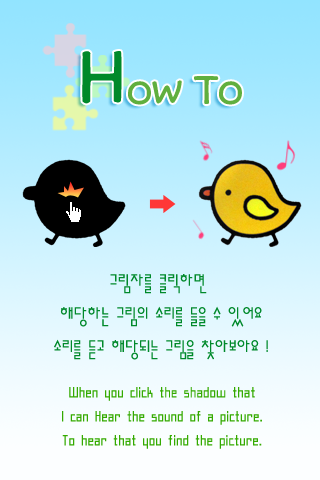 How To
그림자를 클릭하면
해당하는 그림의 소리를 들을 수 있어요
소리를 듣고 해당되는 그림을 찾아보아요 !
When you click the shadow that
I can Hear the sound of a picture.
To hear that you find the picture.